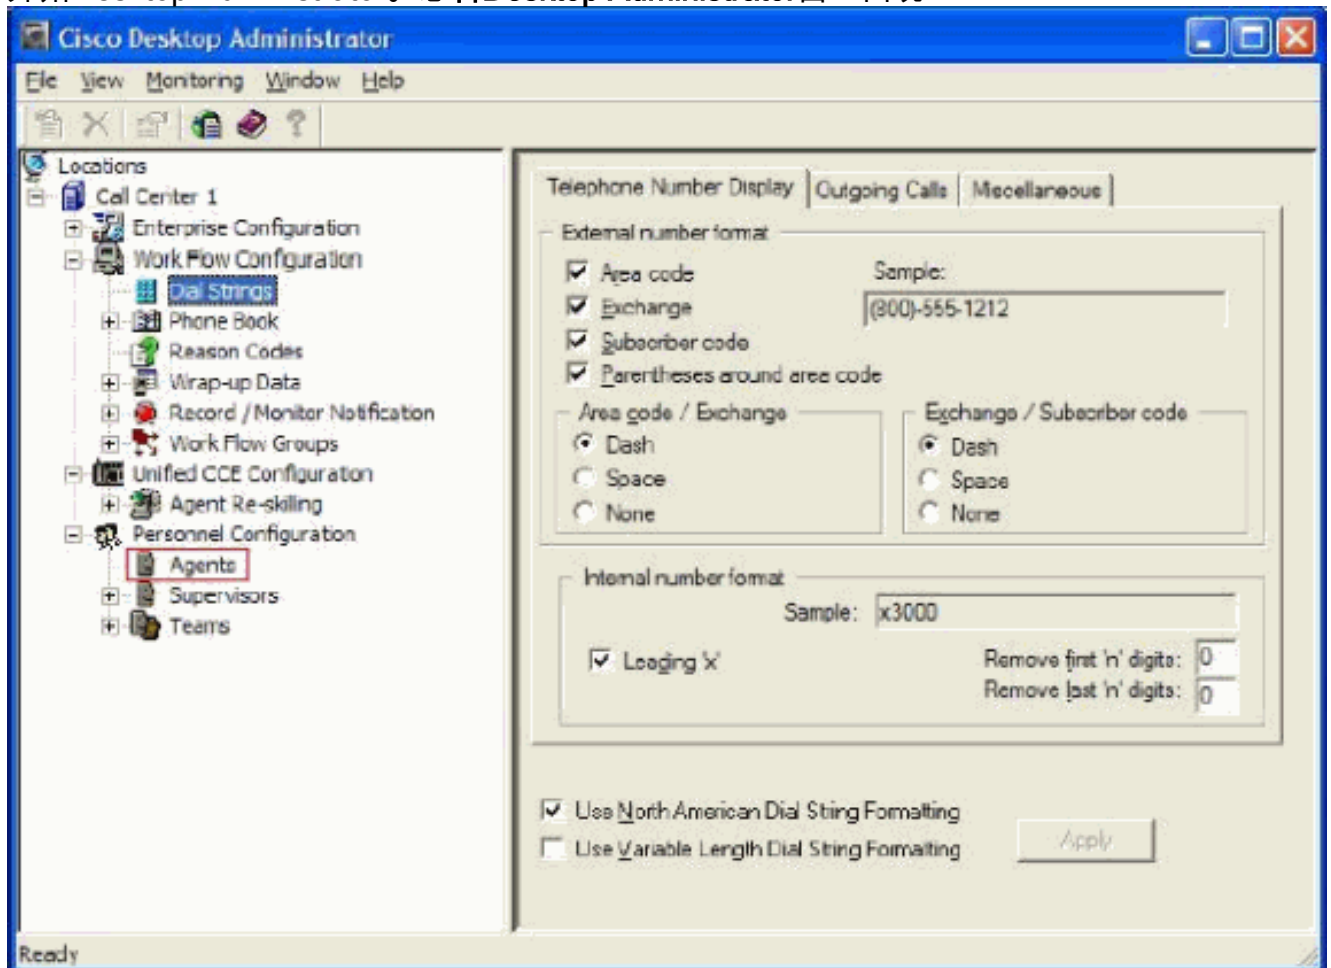 Cisco Desktop Administrator
File View Monitoring Window Help
Locations
Call Center 1
Enterprise Configuration
Work Flow Configuration
Dial Strings
Phone Book
Reason Codes
Wrap-up Data
Record / Monitor Notification
Work Flow Groups
Unified CCE Configuration
Agent Re-skilling
Personnel Configuration
Agents
Supervisors
Teams
Telephone Number Display Outgoing Calls Miscellaneous
External number format
Area code Sample:
Exchange (800)-555-1212
Subscriber code
Parentheses around area code
Area code / Exchange Exchange / Subscriber code
Dash Dash
Space Space
None None
Internal number format
Sample: x3000
Leading 'x' Remove first 'n' digits: 0
Remove last 'n' digits: 0
Use North American Dial String Formatting
Use Variable Length Dial String Formatting Apply
Ready